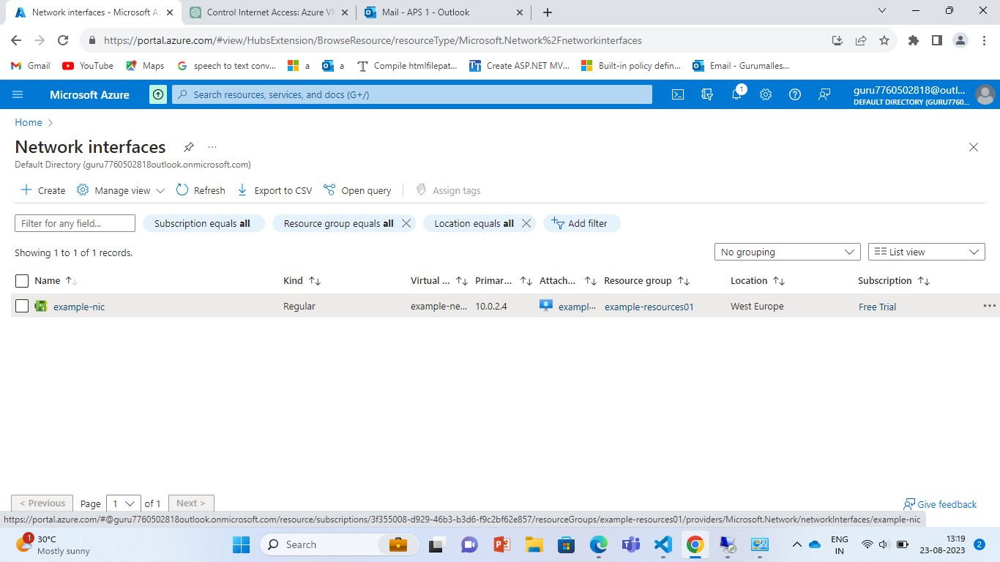 Network interfaces - Microsoft A
Control Internet Access: Azure VN
Mail - APS 1 - Outlook
https://portal.azure.com/#view/HubsExtension/BrowseResource/resourceType/Microsoft.Network%2Fnetworkinterfaces
Gmail YouTube Maps speech to text conv... a a Compile htmlfilepat... Create ASP.NET MV... Built-in policy defin... Email - Gurumalles...
Microsoft Azure
Search resources, services, and docs (G+/)
1
guru7760502818@outl...
DEFAULT DIRECTORY (GURU7760...
Home
Network interfaces
...
Default Directory (guru7760502818outlook.onmicrosoft.com)
Create Manage view Refresh Export to CSV Open query Assign tags
Filter for any field... Subscription equals all Resource group equals all Location equals all Add filter
Showing 1 to 1 of 1 records.
No grouping List view
Name Kind Virtual ... Primar... Attach... Resource group Location Subscription
example-nic Regular example-ne... 10.0.2.4 exampl... example-resources01 West Europe Free Trial ...
< Previous Page 1 of 1 Next >
Give feedback
https://portal.azure.com/#@guru7760502818outlook.onmicrosoft.com/resource/subscriptions/3f355008-d929-46b3-b3d6-f9c2bf62e857/resourceGroups/example-resources01/providers/Microsoft.Network/networkInterfaces/example-nic
1
30°C
Mostly sunny
Search
ENG
IN
13:19
23-08-2023
2